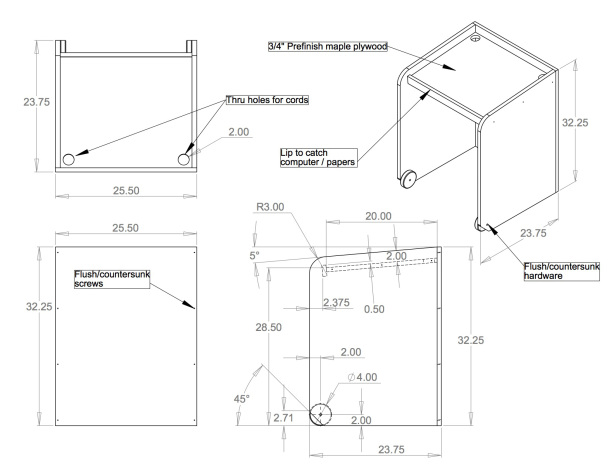 3/4" Prefinish maple plywood
23.75
Thru holes for cords
2.00
32.25
Lip to catch
computer / papers
25.50
23.75
Flush/countersunk
hardware
25.50
R3.00
20.00
5°
2.00
Flush/countersunk
screws
2.375
0.50
32.25
28.50
32.25
2.00
Ø4.00
45°
2.71
2.00
23.75